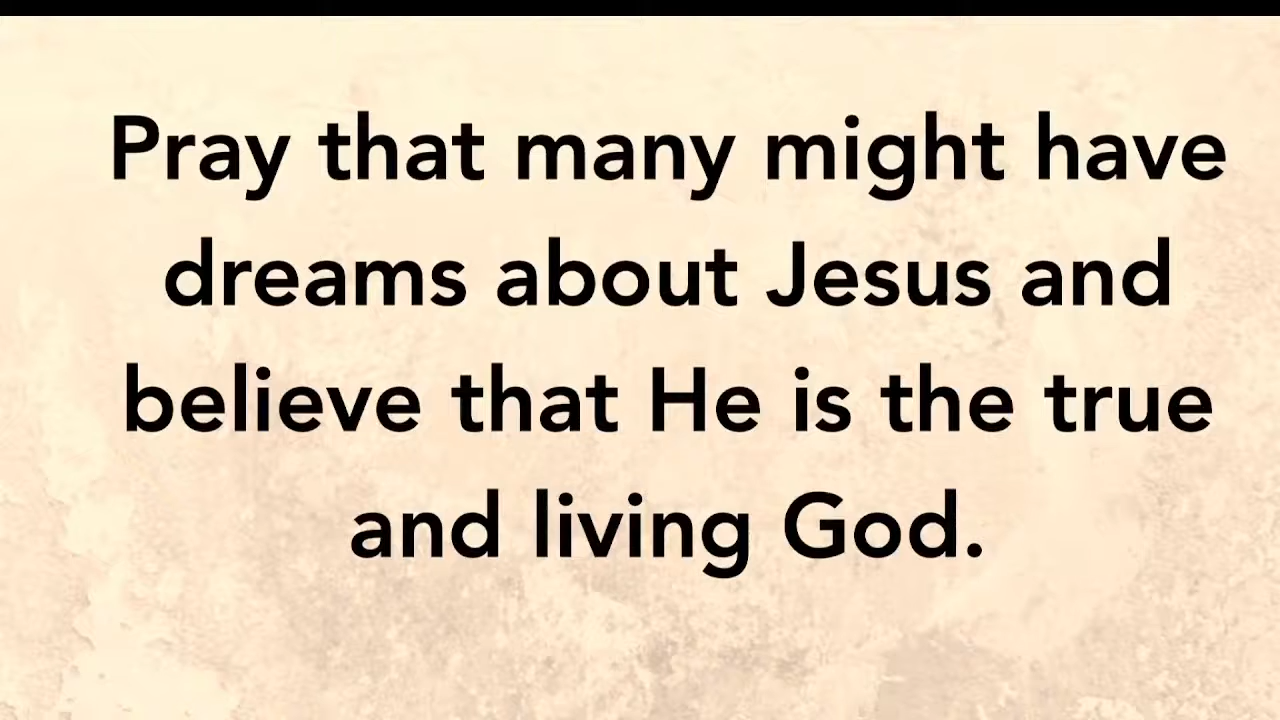 Pray that many might have
dreams about Jesus and
believe that He is the true
and living God.